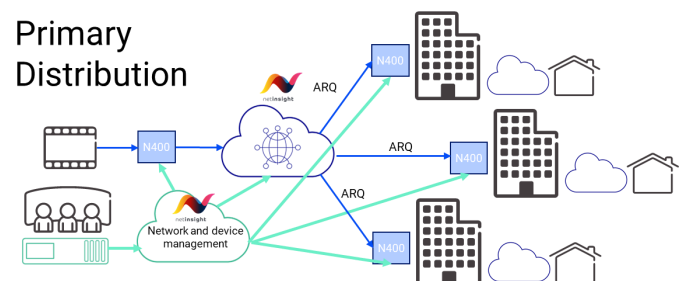 Primary
Distribution
netinsight
ARQ
N400
N400
ARQ
N400
netinsight
ARQ
Network and device
management
N400